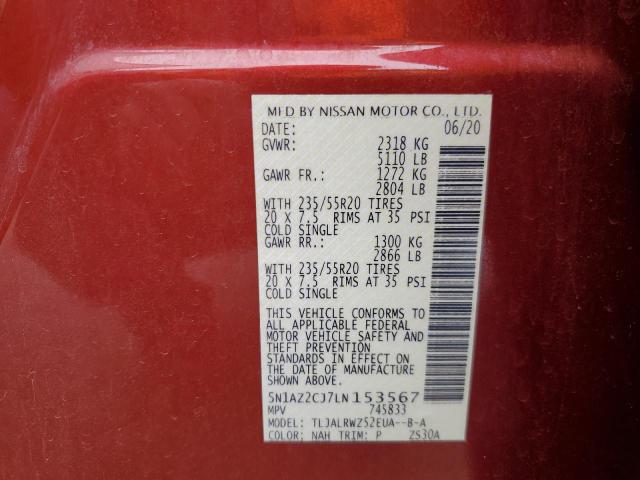 MFD BY NISSAN MOTOR CO., LTD.
DATE: 06/20
GVWR: 2318 KG
5110 LB
GAWR FR.: 1272 KG
2804 LB
WITH 235/55R20 TIRES
20 X 7.5 RIMS AT 35 PSI
COLD SINGLE
GAWR RR.: 1300 KG
2866 LB
WITH 235/55R20 TIRES
20 X 7.5 RIMS AT 35 PSI
COLD SINGLE
THIS VEHICLE CONFORMS TO
ALL APPLICABLE FEDERAL
MOTOR VEHICLE SAFETY AND
THEFT PREVENTION
STANDARDS IN EFFECT ON
THE DATE OF MANUFACTURE
SHOWN ABOVE.
5N1AZ2CJ7LN153567
MPV 745833
MODEL: TLJALRWZ52EUA--B-A
COLOR: NAH TRIM: P ZS30A